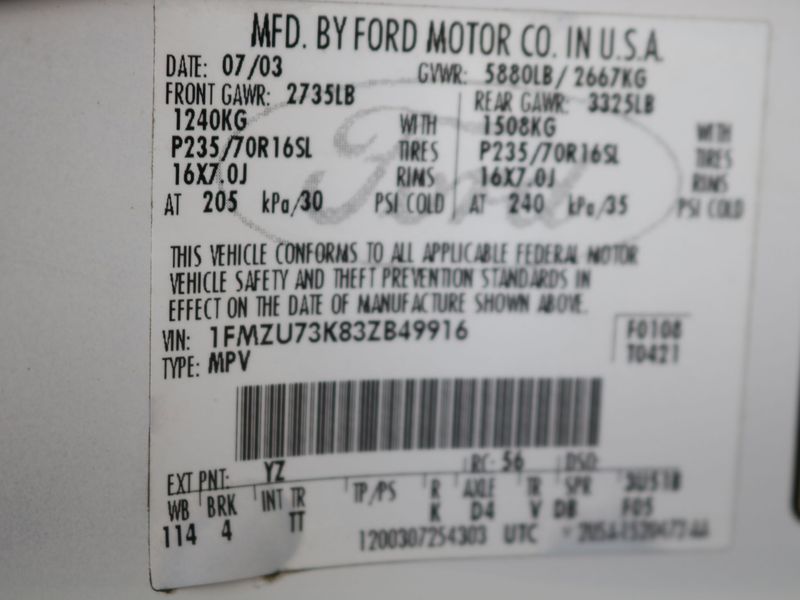 MFD. BY FORD MOTOR CO. IN U.S.A.
DATE: 07/03 GVWR: 5880LB/ 2667KG
FRONT GAWR: 2735LB REAR GAWR: 3325LB
1240KG WITH 1508KG WITH
P235/70R16SL TIRES P235/70R16SL TIRES
16X7.0J RIMS 16X7.0J RIMS
AT 205 kPa/30 PSI COLD AT 240 kPa/35 PSI COLD
Ford
THIS VEHICLE CONFORMS TO ALL APPLICABLE FEDERAL MOTOR
VEHICLE SAFETY AND THEFT PREVENTION STANDARDS IN
EFFECT ON THE DATE OF MANUFACTURE SHOWN ABOVE.
VIN: 1FMZU73K83ZB49916 F0108
TYPE: MPV T0421
EXT PNT: YZ RC: 56 DSO:
WB BRK INT TR TP/PS R AXLE TR SPR 3U51B
114 4 TT K D4 V D8 F05
1200307254303 UTC